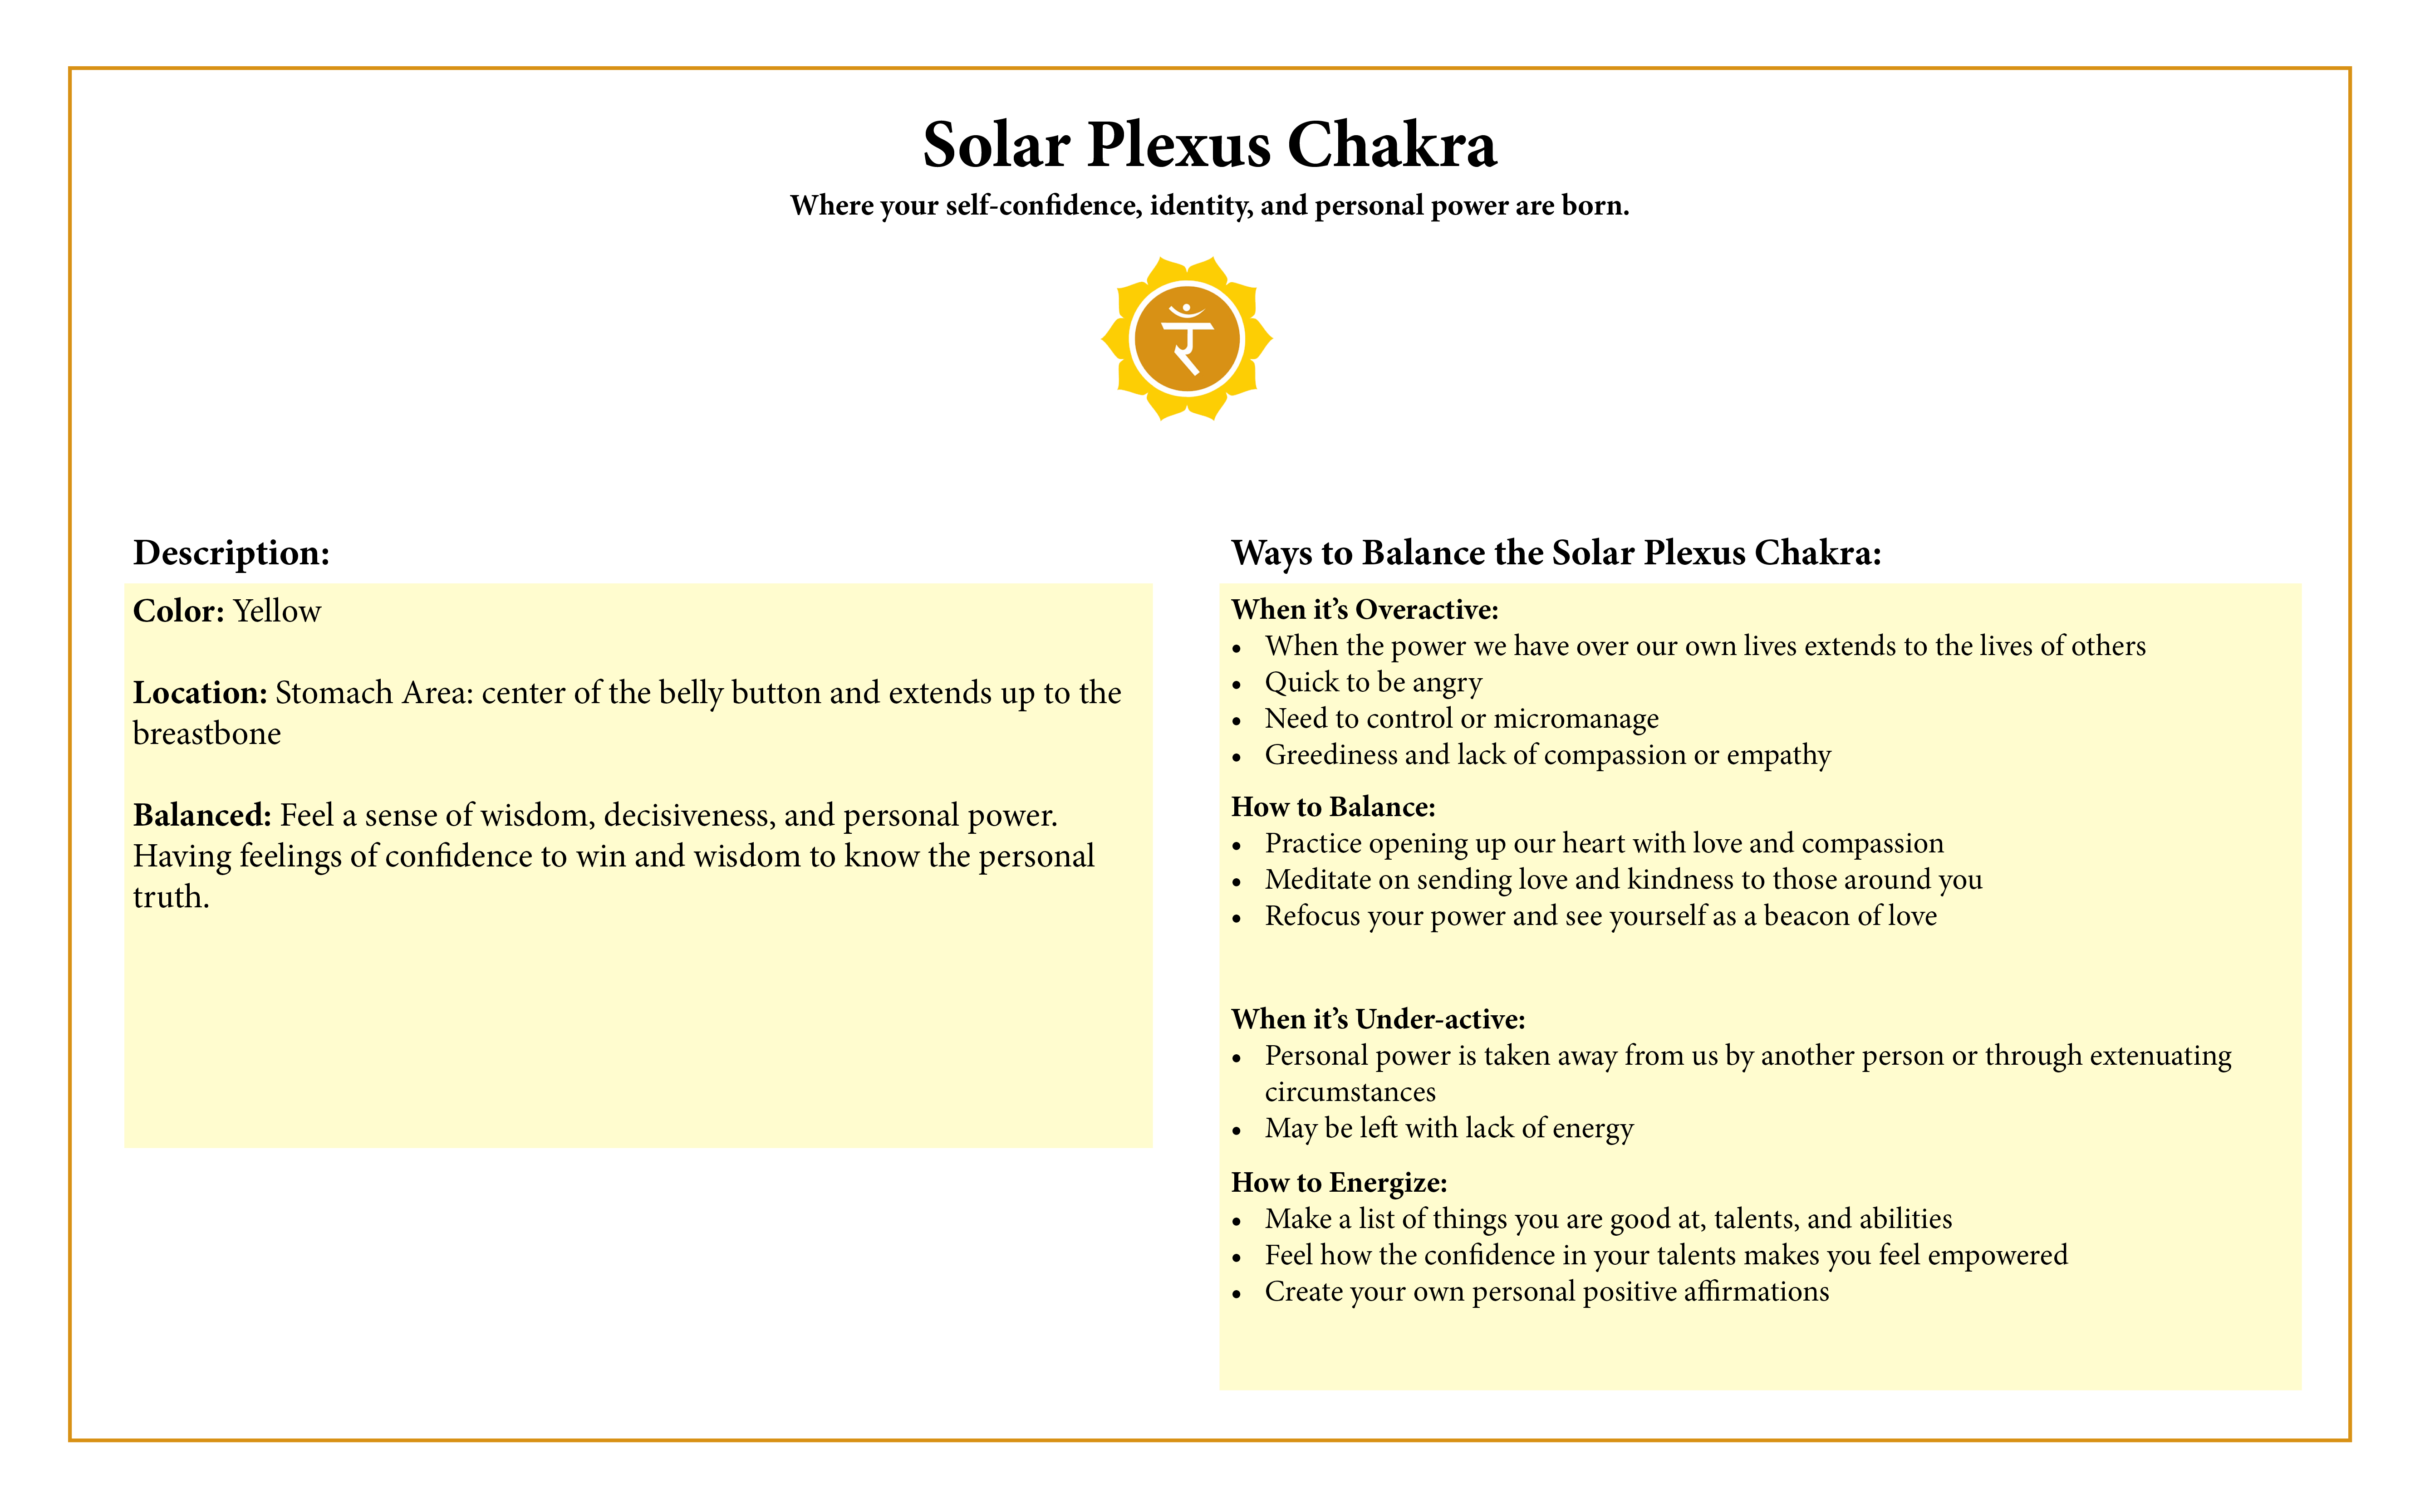 Solar Plexus Chakra
Where your self-confidence, identity, and personal power are born.
रँ
Description:
Color: Yellow
Location: Stomach Area: center of the belly button and extends up to the
breastbone
Balanced: Feel a sense of wisdom, decisiveness, and personal power.
Having feelings of confidence to win and wisdom to know the personal
truth.
Ways to Balance the Solar Plexus Chakra:
When it’s Overactive:
• When the power we have over our own lives extends to the lives of others
• Quick to be angry
• Need to control or micromanage
• Greediness and lack of compassion or empathy
How to Balance:
• Practice opening up our heart with love and compassion
• Meditate on sending love and kindness to those around you
• Refocus your power and see yourself as a beacon of love
When it’s Under-active:
• Personal power is taken away from us by another person or through extenuating
circumstances
• May be left with lack of energy
How to Energize:
• Make a list of things you are good at, talents, and abilities
• Feel how the confidence in your talents makes you feel empowered
• Create your own personal positive affirmations